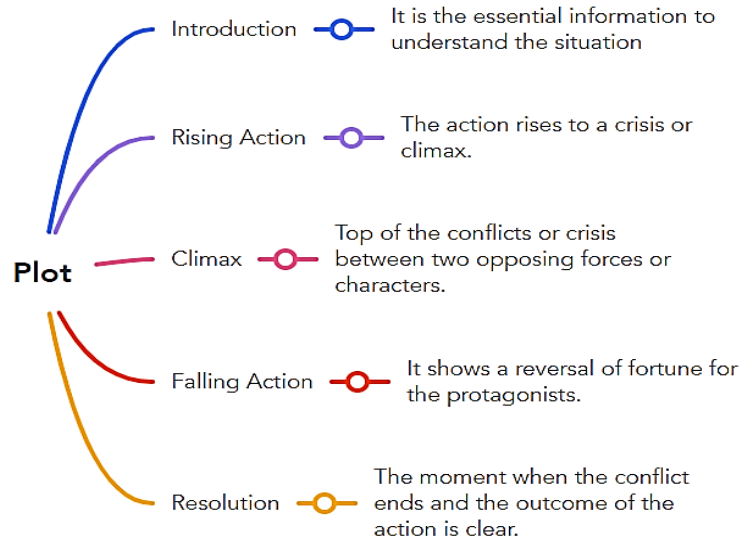 Introduction
It is the essential information to
understand the situation
Rising Action
The action rises to a crisis or
climax.
Plot
Climax
Top of the conflicts or crisis
between two opposing forces or
characters.
Falling Action
It shows a reversal of fortune for
the protagonists.
Resolution
The moment when the conflict
ends and the outcome of the
action is clear.